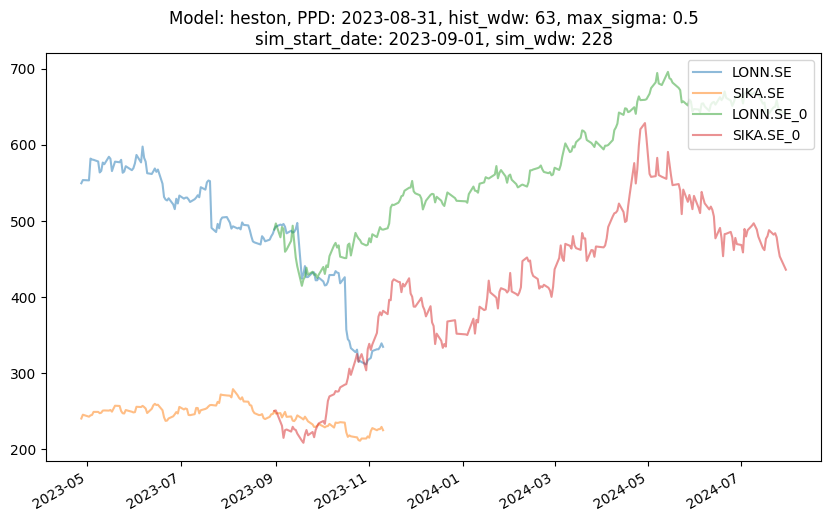 Model: heston, PPD: 2023-08-31, hist_wdw: 63, max_sigma: 0.5
sim_start_date: 2023-09-01, sim_wdw: 228
700
600
500
400
300
200
LONN.SE
SIKA.SE
LONN.SE_0
SIKA.SE_0
2023-05
2023-07
2023-09
2023-11
2024-01
2024-03
2024-05
2024-07